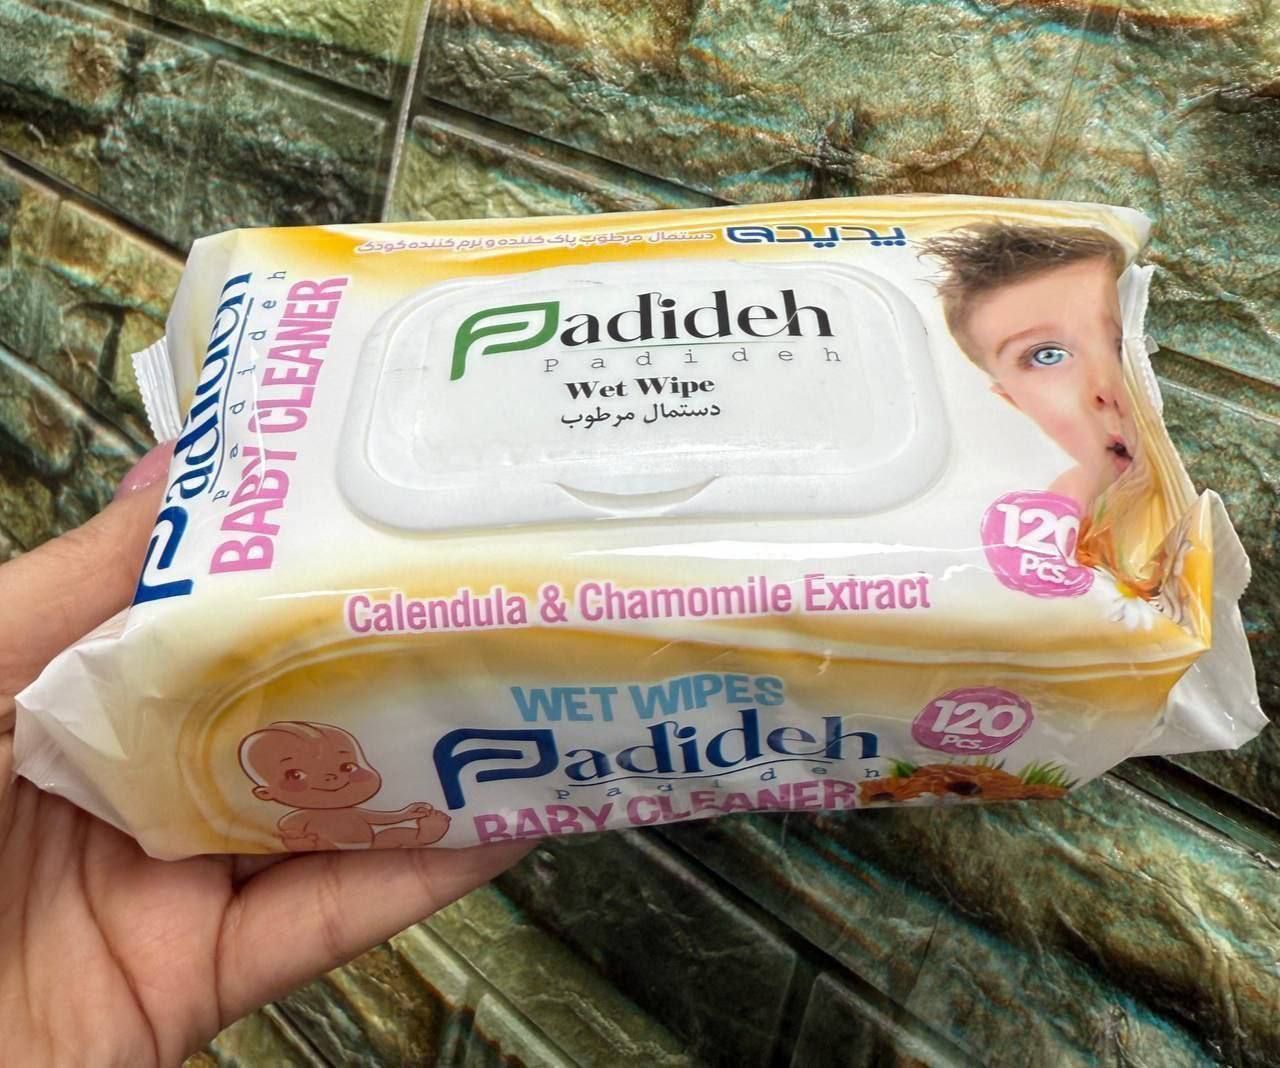 پدیده دستمال مرطوب پاک کننده و نرم کننده کودک
Padideh
padideh
Wet Wipe
دستمال مرطوب
Padideh
padideh
BABY CLEANER
120
Pcs.
Calendula & Chamomile Extract
WET WIPES
Padideh
padideh
BABY CLEANER
120
Pcs.